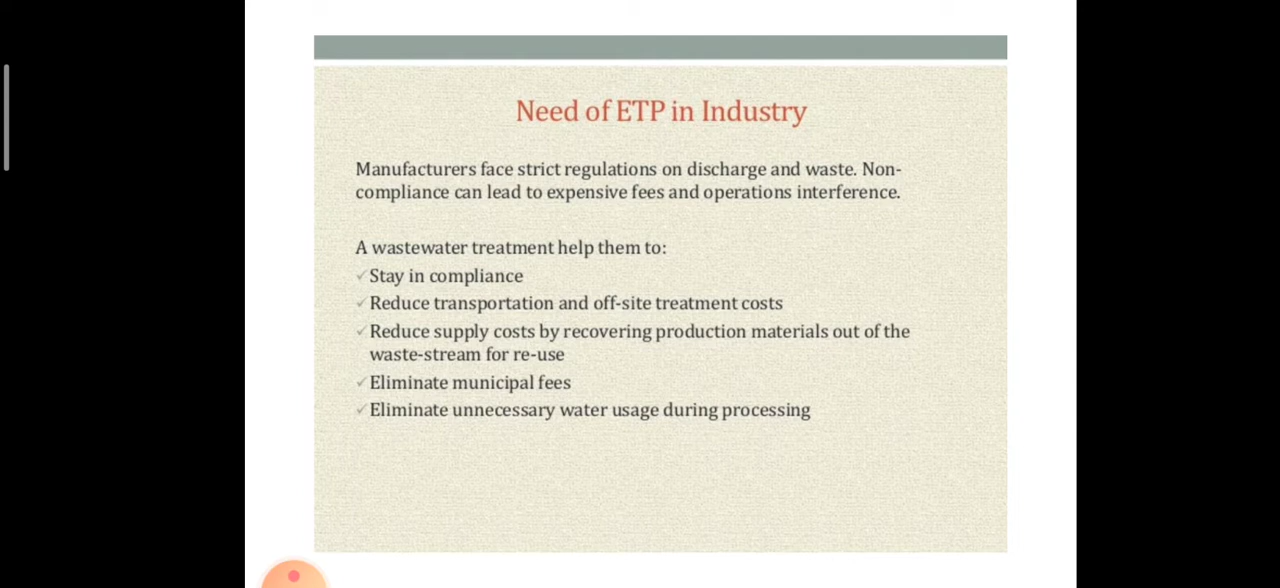 Need of ETP in Industry
Manufacturers face strict regulations on discharge and waste. Non-
compliance can lead to expensive fees and operations interference.
A wastewater treatment help them to:
✓Stay in compliance
✓Reduce transportation and off-site treatment costs
✓Reduce supply costs by recovering production materials out of the
waste-stream for re-use
✓Eliminate municipal fees
✓Eliminate unnecessary water usage during processing